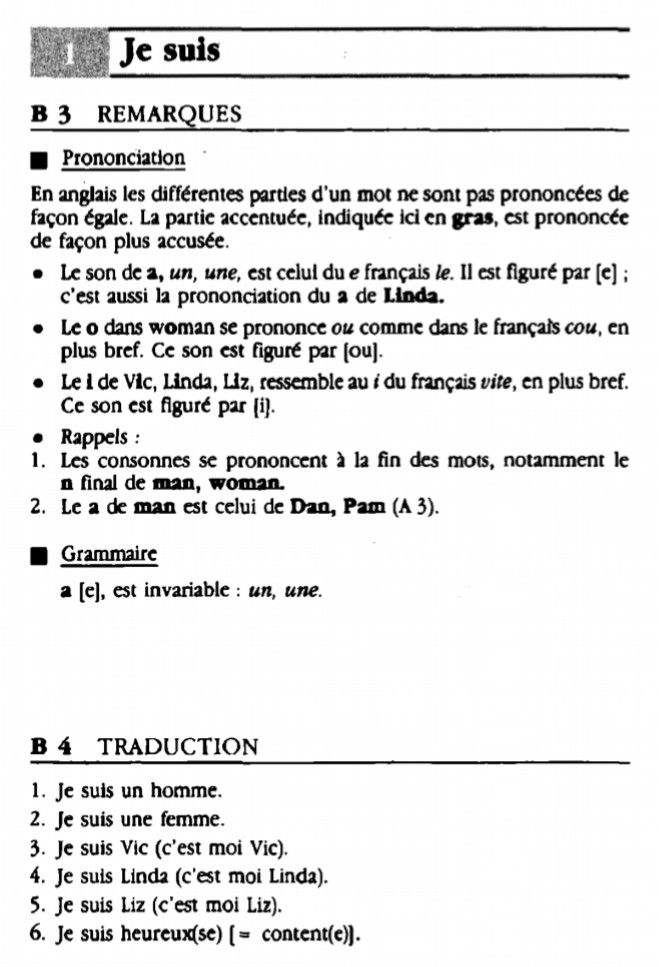 1 Je suis
B 3 REMARQUES
■ Prononciation
En anglais les différentes parties d'un mot ne sont pas prononcées de
façon égale. La partie accentuée, indiquée ici en gras, est prononcée
de façon plus accusée.
• Le son de a, un, une, est celui du e français le. Il est figuré par [e] ;
c'est aussi la prononciation du a de Linda.
• Le o dans woman se prononce ou comme dans le français cou, en
plus bref. Ce son est figuré par [ou].
• Le i de Vic, Linda, Liz, ressemble au i du français vite, en plus bref.
Ce son est figuré par [i].
• Rappels :
1. Les consonnes se prononcent à la fin des mots, notamment le
n final de man, woman.
2. Le a de man est celui de Dan, Pam (A 3).
■ Grammaire
a [e], est invariable : un, une.
B 4 TRADUCTION
1. Je suis un homme.
2. Je suis une femme.
3. Je suis Vic (c'est moi Vic).
4. Je suis Linda (c'est moi Linda).
5. Je suis Liz (c'est moi Liz).
6. Je suis heureux(se) [= content(e)].